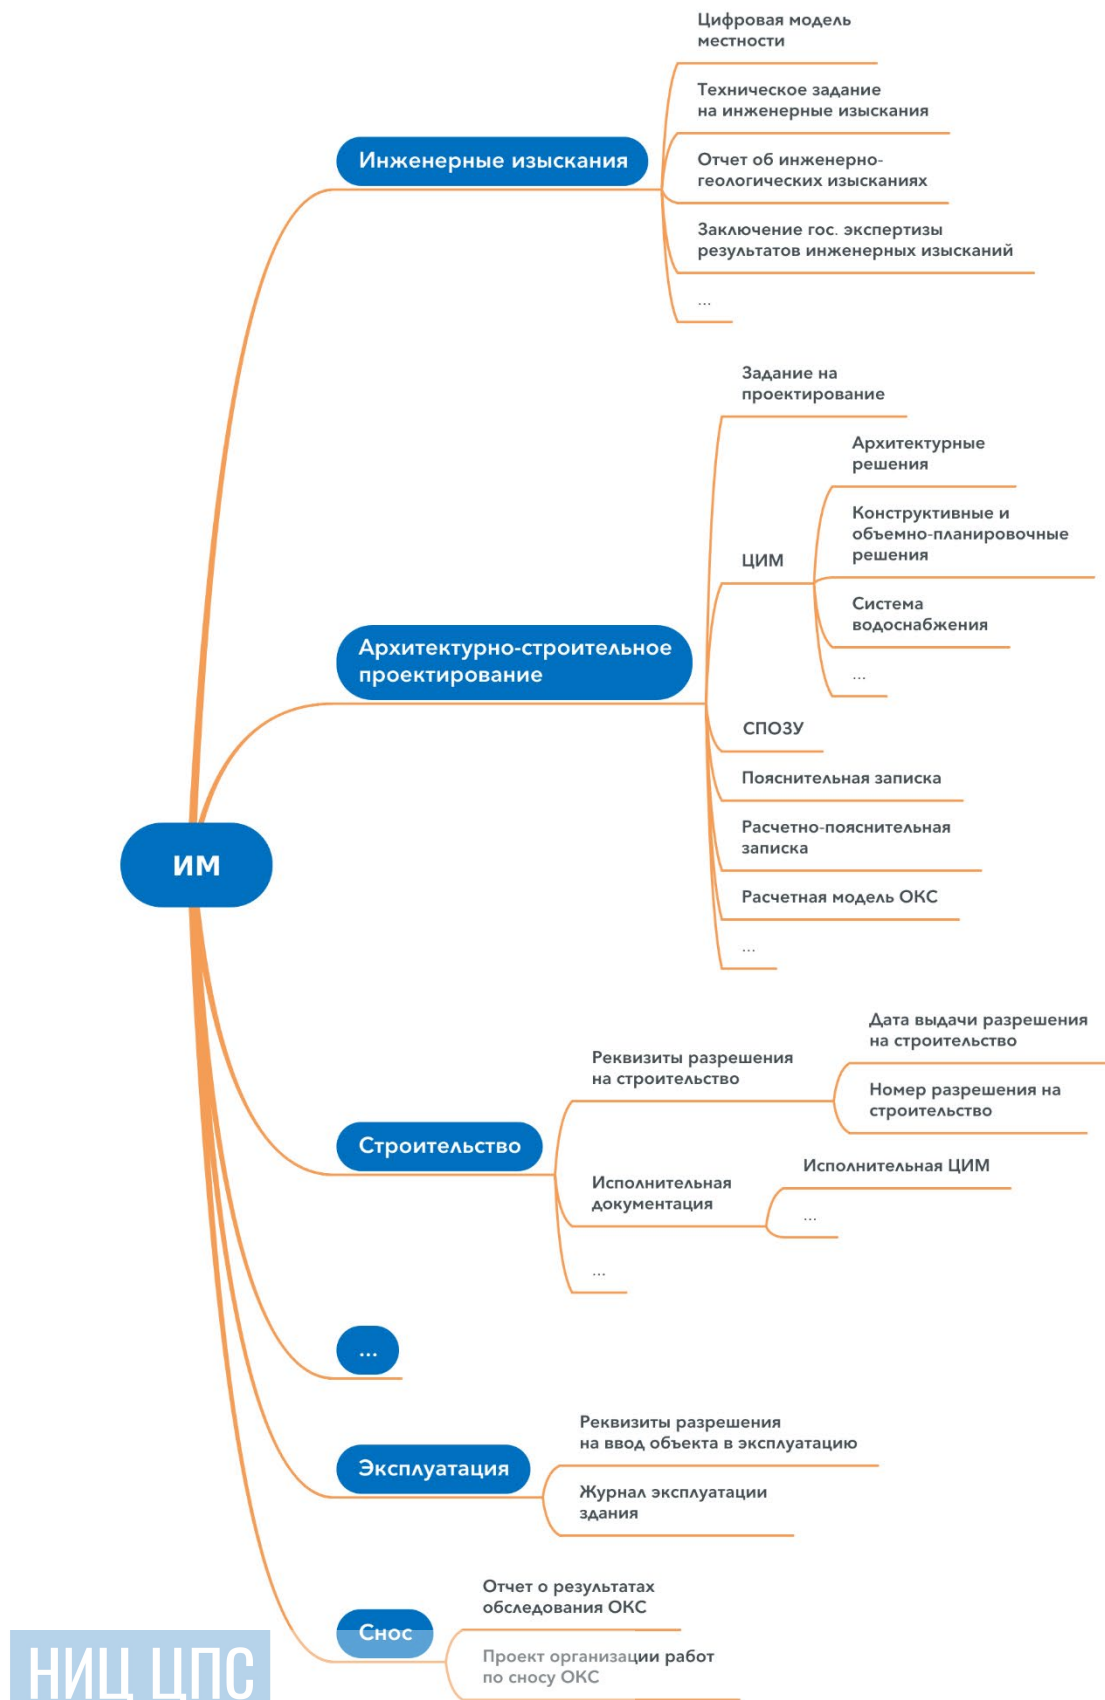 Цифровая модель
местности
Техническое задание
на инженерные изыскания
Инженерные изыскания
Отчет об инженерно-
геологических изысканиях
Заключение гос. экспертизы
результатов инженерных изысканий
...
Задание на
проектирование
Архитектурные
решения
Конструктивные и
объемно-планировочные
решения
ЦИМ
Система
водоснабжения
...
Архитектурно-строительное
проектирование
СПОЗУ
Пояснительная записка
Расчетно-пояснительная
записка
Расчетная модель ОКС
...
ИМ
Дата выдачи разрешения
на строительство
Реквизиты разрешения
на строительство
Номер разрешения на
строительство
Строительство
Исполнительная ЦИМ
Исполнительная
документация
...
...
...
Реквизиты разрешения
на ввод объекта в эксплуатацию
Эксплуатация
Журнал эксплуатации
здания
Отчет о результатах
обследования ОКС
Снос
Проект организации работ
по сносу ОКС
НИЦ ЦПС